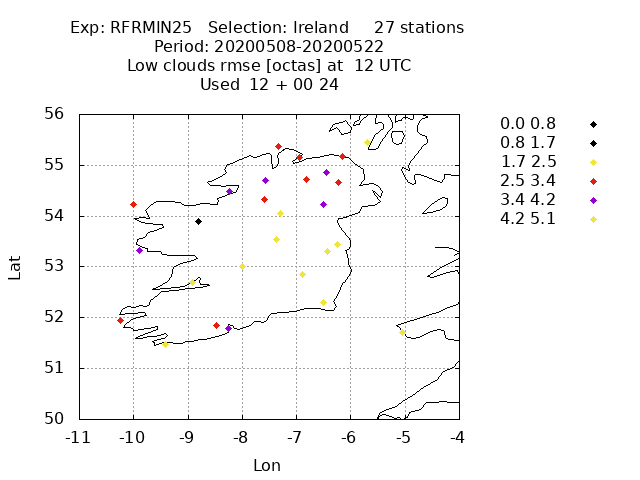 Exp: RFRMIN25 Selection: Ireland 27 stations
Period: 20200508-20200522
Low clouds rmse [octas] at 12 UTC
Used 12 + 00 24
0.0 0.8
0.8 1.7
1.7 2.5
2.5 3.4
3.4 4.2
4.2 5.1
56
55
54
53
52
51
50
Lat
-11 -10 -9 -8 -7 -6 -5 -4
Lon